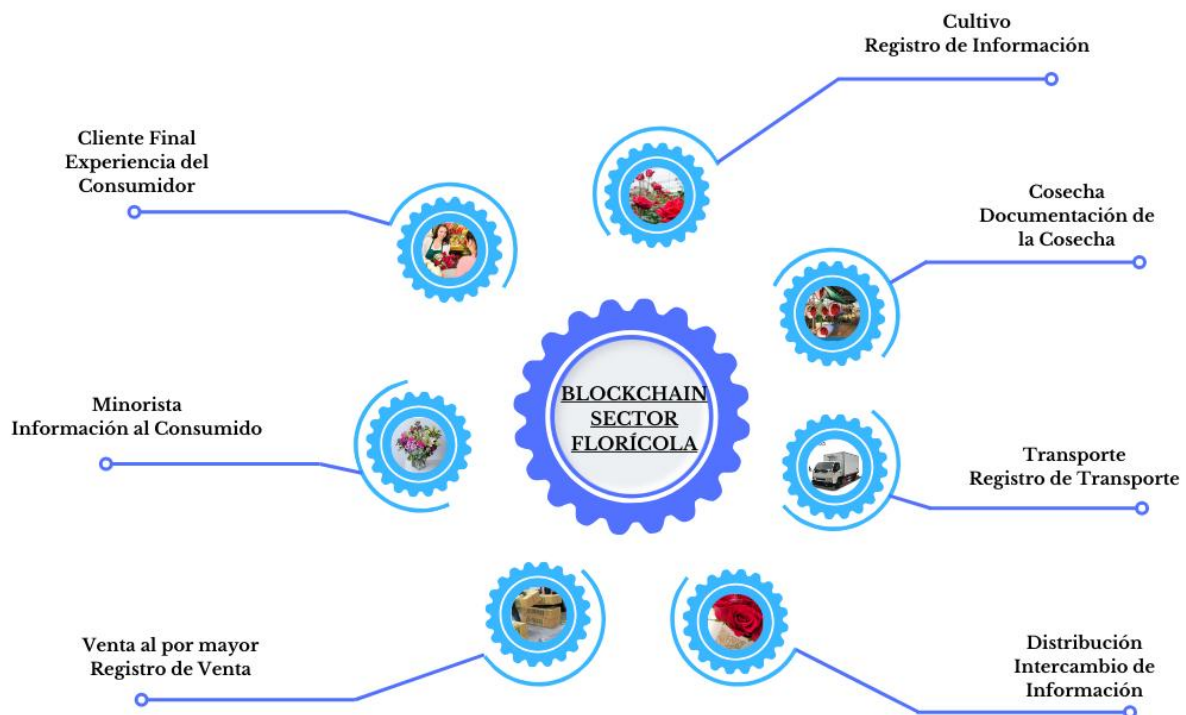 Cultivo
Registro de Información
Cliente Final
Experiencia del
Consumidor
Cosecha
Documentación de
la Cosecha
BLOCKCHAIN
SECTOR
FLORÍCOLA
Minorista
Información al Consumido
Transporte
Registro de Transporte
Venta al por mayor
Registro de Venta
Distribución
Intercambio de
Información